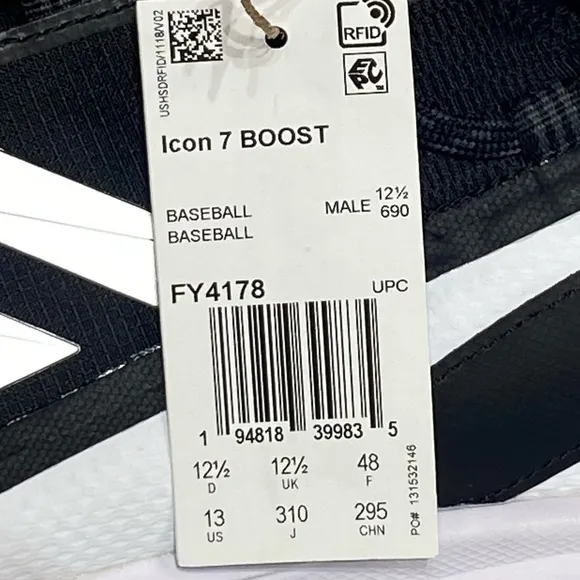 USHSDRFID/1118/V02
RFID
EPC™
Icon 7 BOOST
BASEBALL
BASEBALL
MALE 12½
690
FY4178 UPC
1 94818 39983 5
12½ 12½ 48
D UK F
13 310 295
US J CHN
PO# 131532146